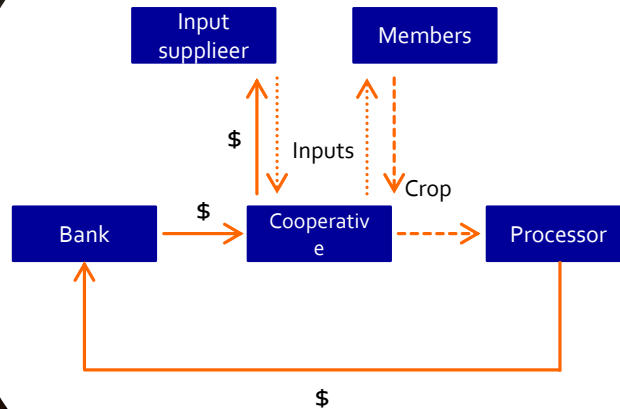 Input
supplieer
Members
$
Inputs
Crop
Bank
$
Cooperativ
e
Processor
$